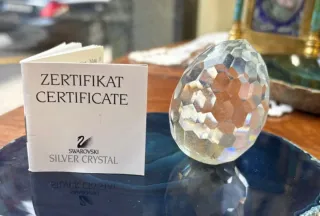 ZERTIFIKAT
CERTIFICATE
SWAROVSKI
SILVER CRYSTAL